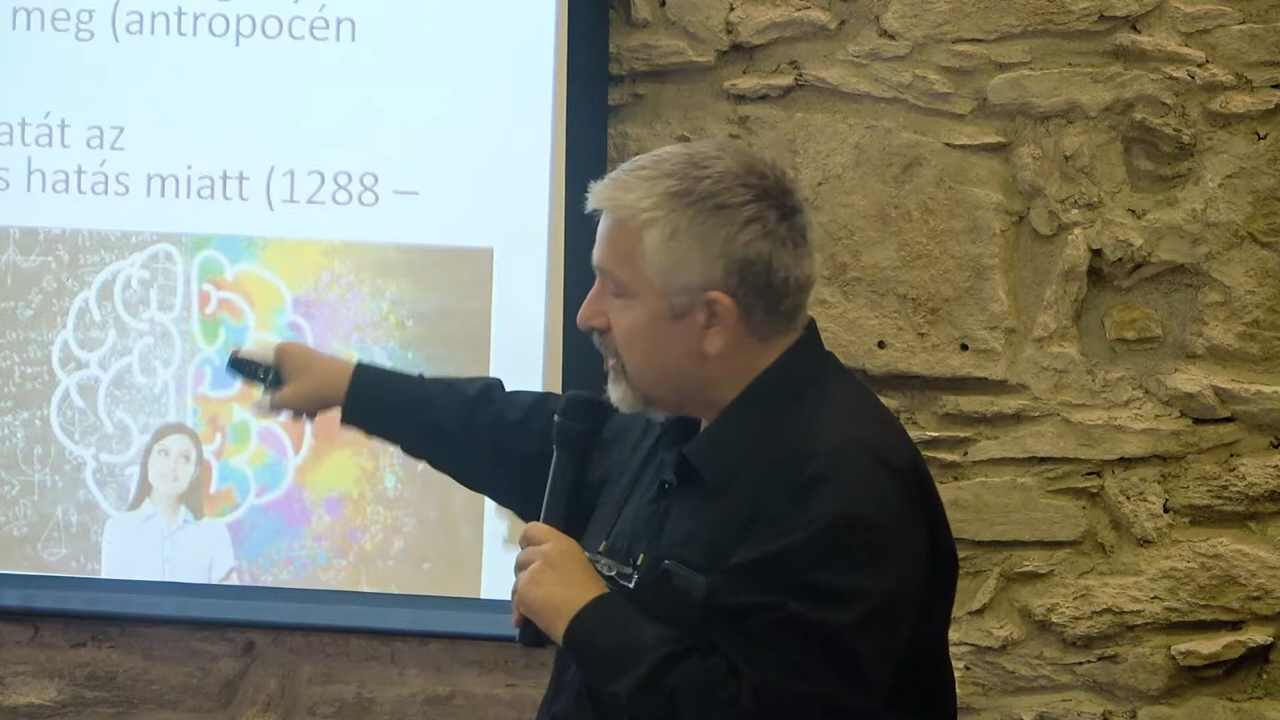 meg (antropocén
atát az
s hatás miatt (1288 –